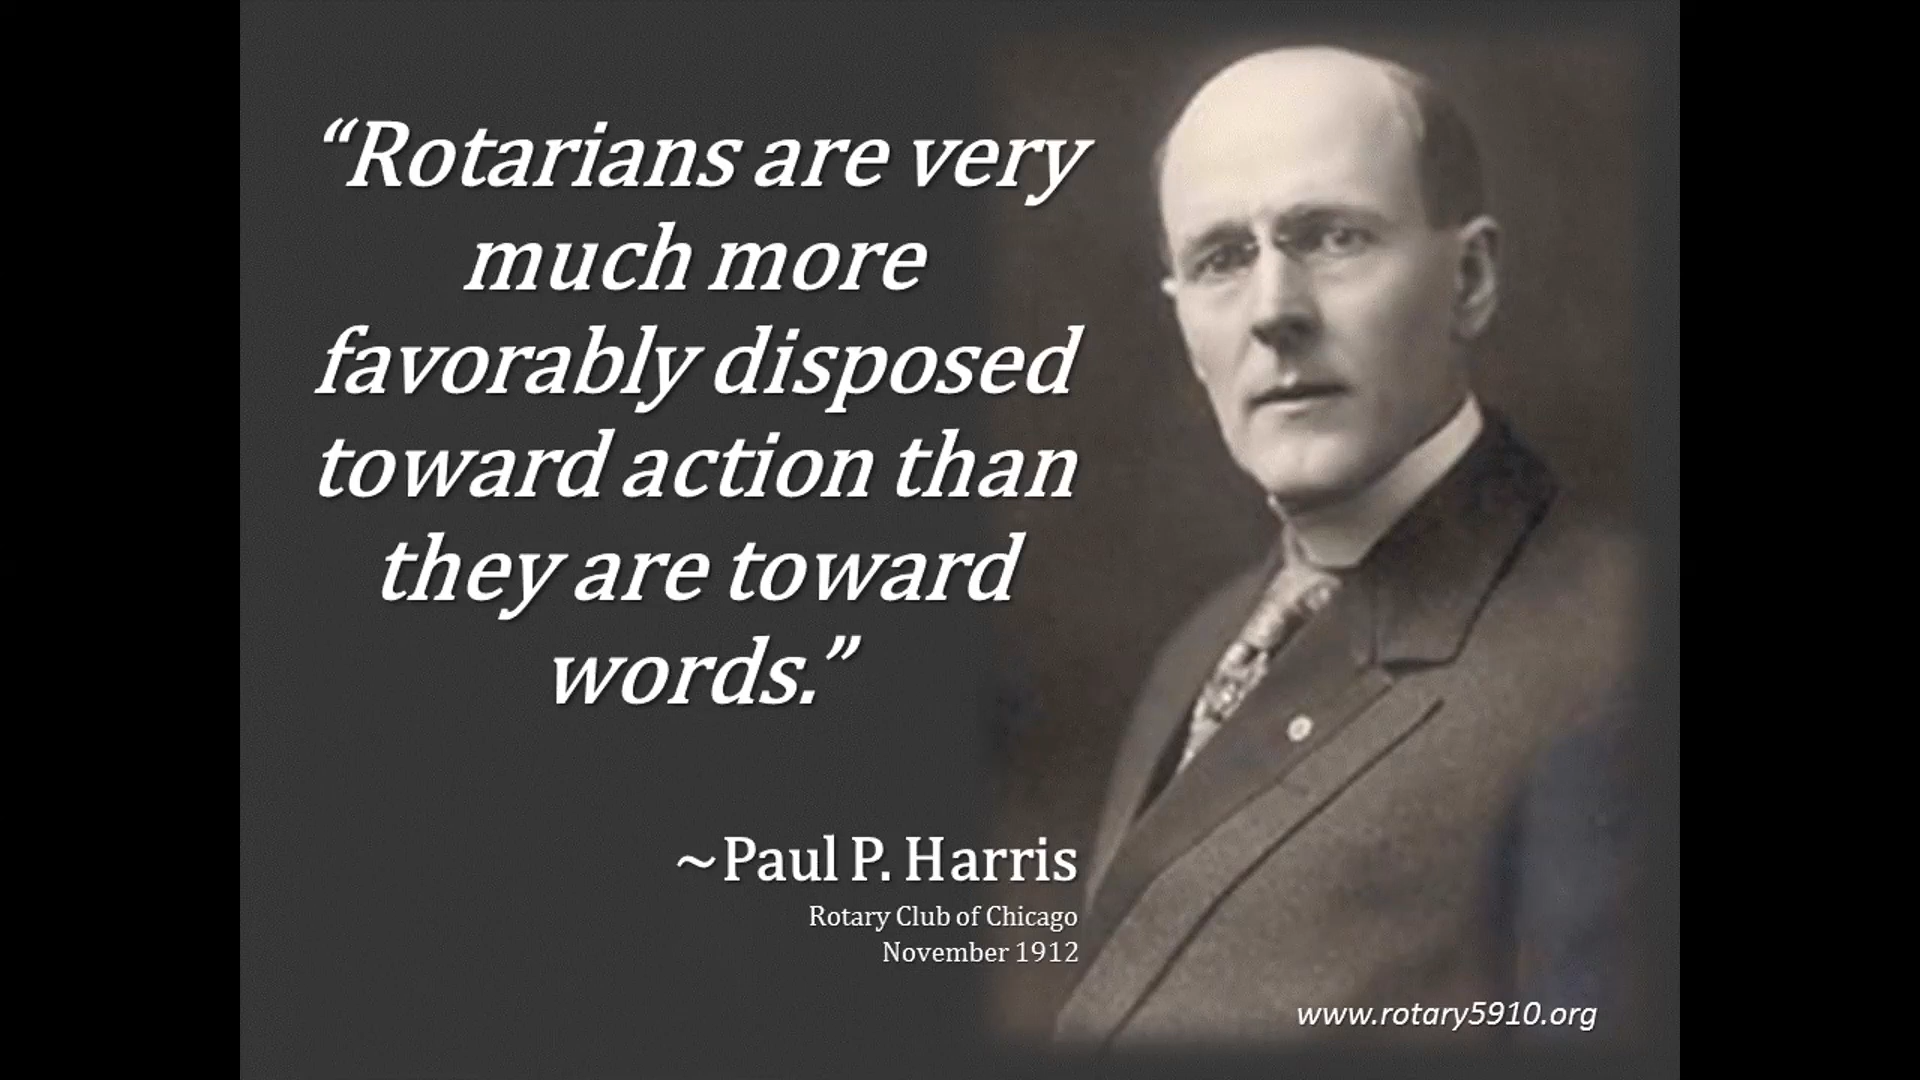 “Rotarians are very
much more
favorably disposed
toward action than
they are toward
words.”
~Paul P. Harris
Rotary Club of Chicago
November 1912
www.rotary5910.org